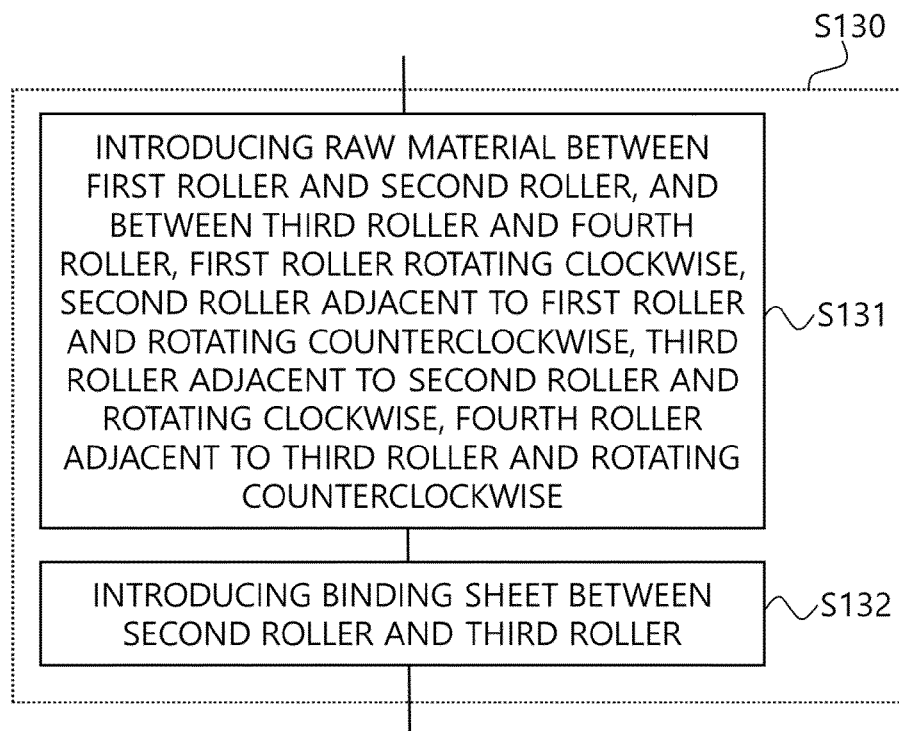 S130
INTRODUCING RAW MATERIAL BETWEEN
FIRST ROLLER AND SECOND ROLLER, AND
BETWEEN THIRD ROLLER AND FOURTH
ROLLER, FIRST ROLLER ROTATING CLOCKWISE,
SECOND ROLLER ADJACENT TO FIRST ROLLER
AND ROTATING COUNTERCLOCKWISE, THIRD
ROLLER ADJACENT TO SECOND ROLLER AND
ROTATING CLOCKWISE, FOURTH ROLLER
ADJACENT TO THIRD ROLLER AND ROTATING
COUNTERCLOCKWISE
S131
INTRODUCING BINDING SHEET BETWEEN
SECOND ROLLER AND THIRD ROLLER
S132